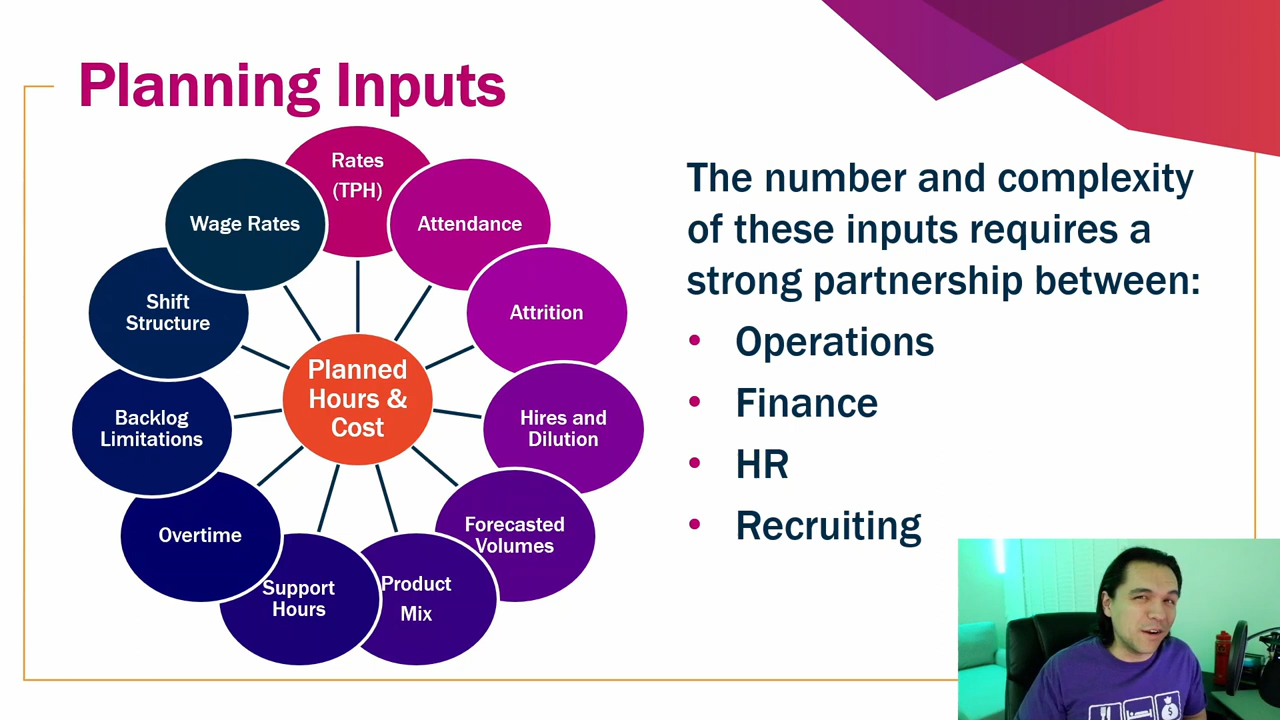 Planning Inputs
Rates
(TPH)
Attendance
Attrition
Hires and
Dilution
Forecasted
Volumes
Product
Mix
Support
Hours
Overtime
Backlog
Limitations
Shift
Structure
Wage Rates
Planned
Hours &
Cost
The number and complexity
of these inputs requires a
strong partnership between:
• Operations
• Finance
• HR
• Recruiting